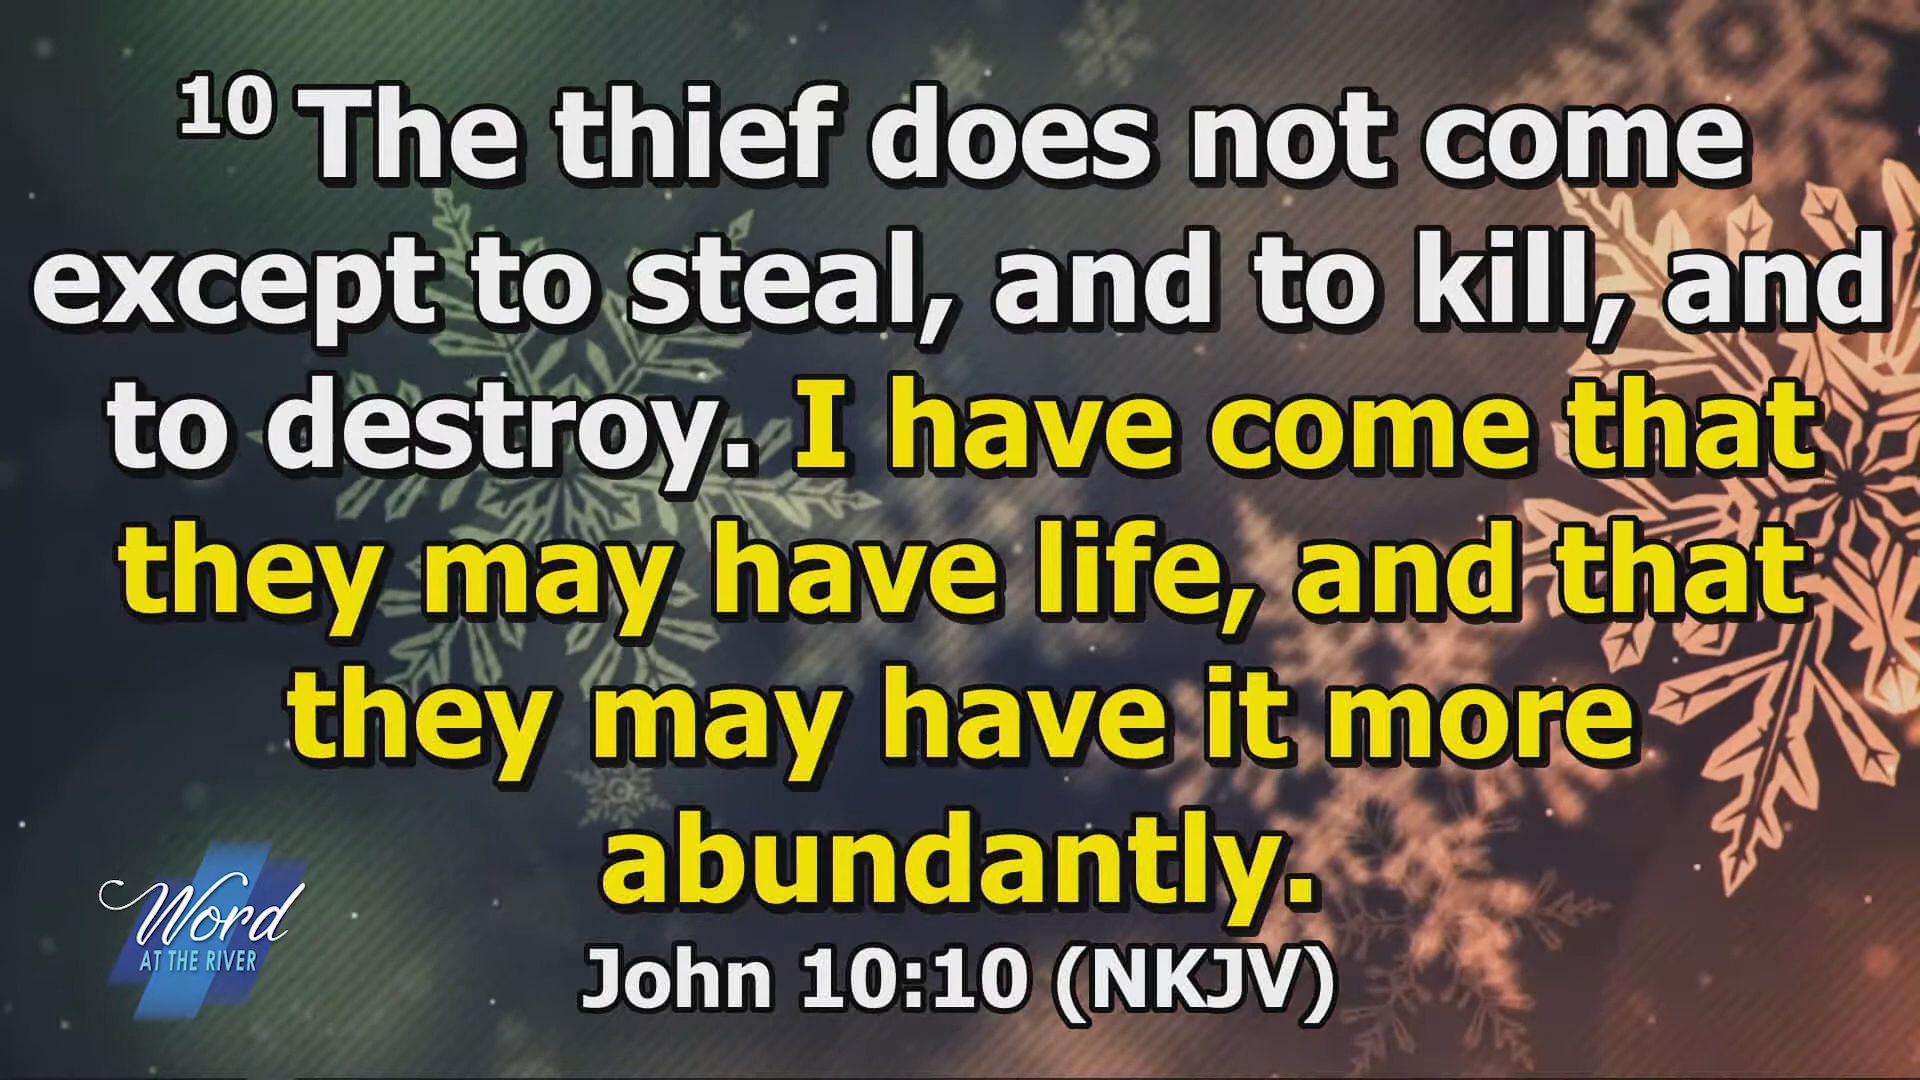 10 The thief does not come
except to steal, and to kill, and
to destroy. I have come that
they may have life, and that
they may have it more
abundantly.
John 10:10 (NKJV)
Word
AT THE RIVER